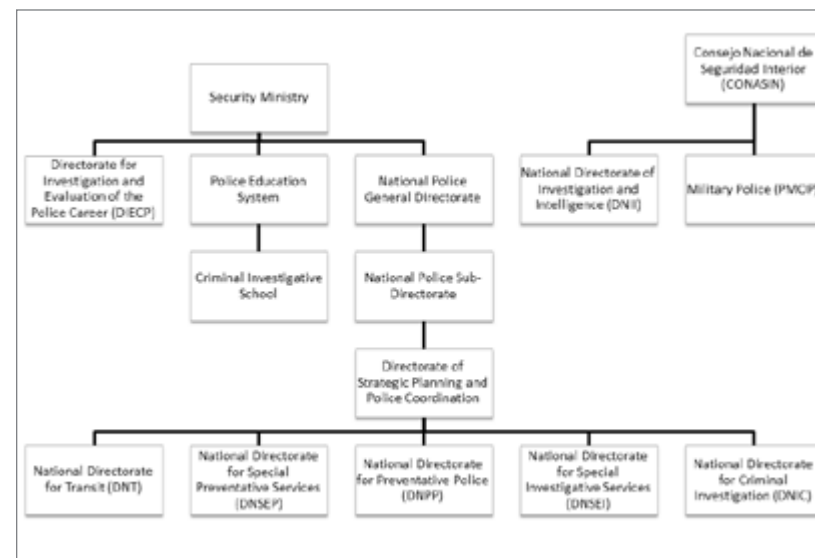 Consejo Nacional de
Seguridad Interior
(CONASIN)
Security Ministry
Directorate for
Investigation and
Evaluation of the
Police Career (DIECP)
Police Education
System
National Police
General Directorate
National Directorate of
Investigation and
Intelligence (DNII)
Military Police (PMOP)
Criminal Investigative
School
National Police Sub-
Directorate
Directorate of
Strategic Planning and
Police Coordination
National Directorate
for Transit (DNT)
National Directorate
for Special
Preventative Services
(DNSEP)
National Directorate
for Preventative Police
(DNPP)
National Directorate
for Special
Investigative Services
(DNSEI)
National Directorate
for Criminal
Investigation (DNIC)